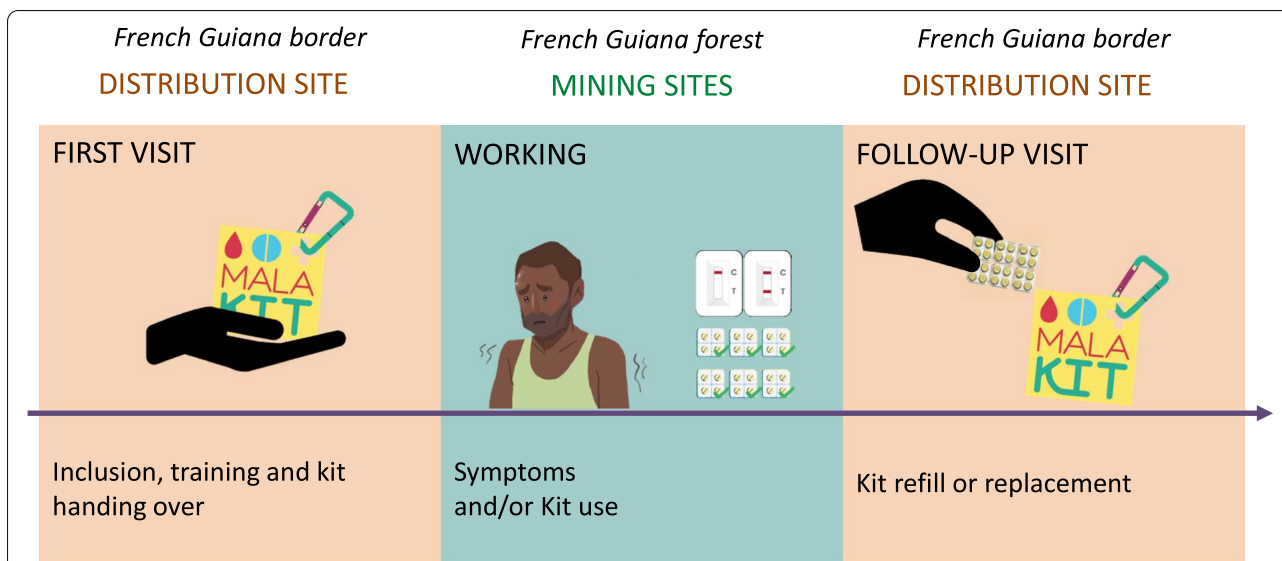 French Guiana border
DISTRIBUTION SITE
French Guiana forest
MINING SITES
French Guiana border
DISTRIBUTION SITE
FIRST VISIT
MALA
KIT
Inclusion, training and kit
handing over
WORKING
C
T
C
T
Symptoms
and/or Kit use
FOLLOW-UP VISIT
MALA
KIT
Kit refill or replacement